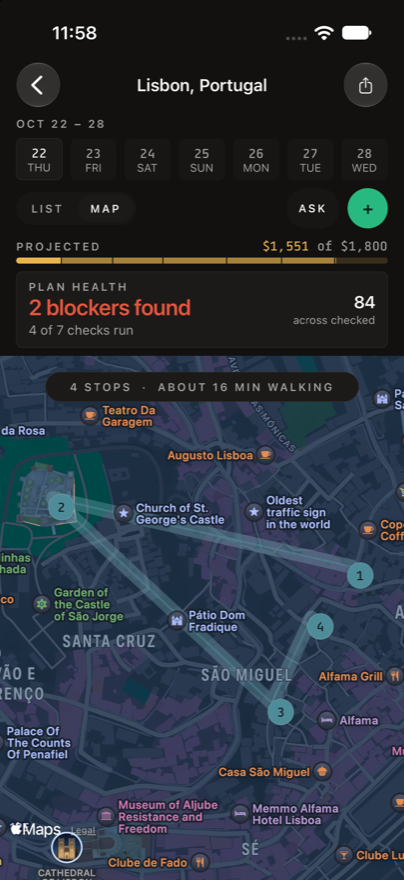 11:58
Lisbon, Portugal
OCT 22 – 28
22
THU
23
FRI
24
SAT
25
SUN
26
MON
27
TUE
28
WED
LIST
MAP
ASK
+
PROJECTED
$1,551 of $1,800
PLAN HEALTH
2 blockers found
4 of 7 checks run
84
across checked
4 STOPS · ABOUT 16 MIN WALKING
Teatro Da
Garagem
da Rosa
Augusto Lisboa
2
Church of St.
George's Castle
Oldest
traffic sign
in the world
1
Garden of
the Castle
of São Jorge
Pátio Dom
Fradique
4
SANTA CRUZ
SÃO MIGUEL
Alfama Grill
3
Alfama
Palace Of
The Counts
Of Penafiel
Casa São Miguel
Museum of Aljube
Resistance and
Freedom
Memmo Alfama
Hotel Lisboa
Maps
Legal
SÉ
Clube de Fado
CATHEDRAL